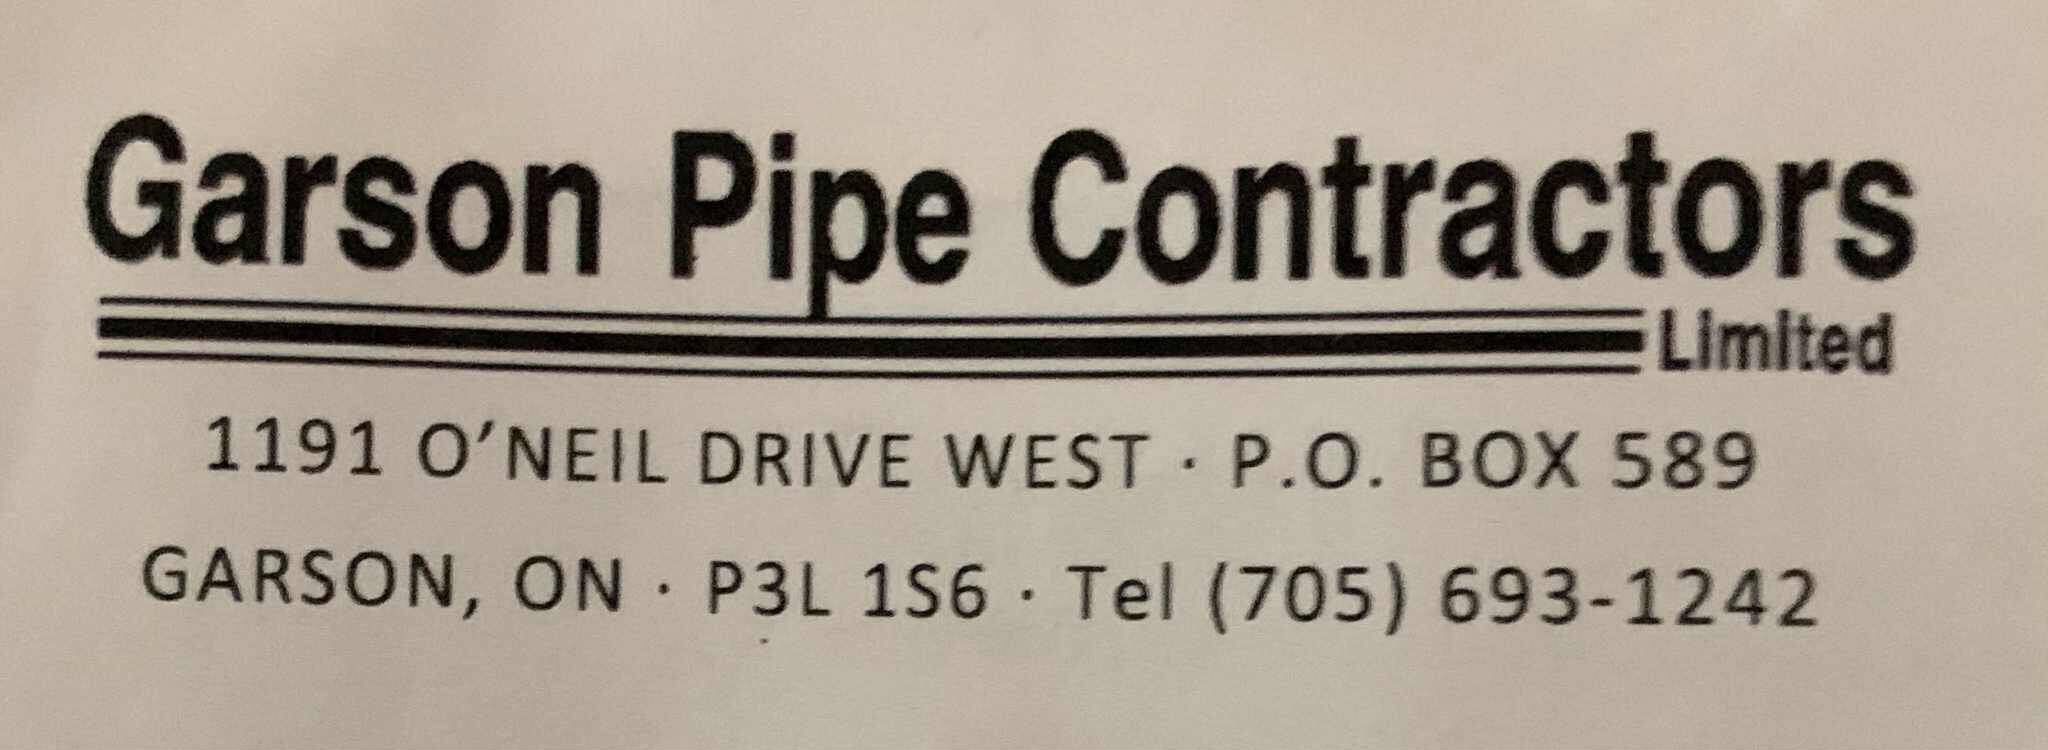 Garson Pipe Contractors
Limited
1191 O'NEIL DRIVE WEST · P.O. BOX 589
GARSON, ON · P3L 1S6 · Tel (705) 693-1242